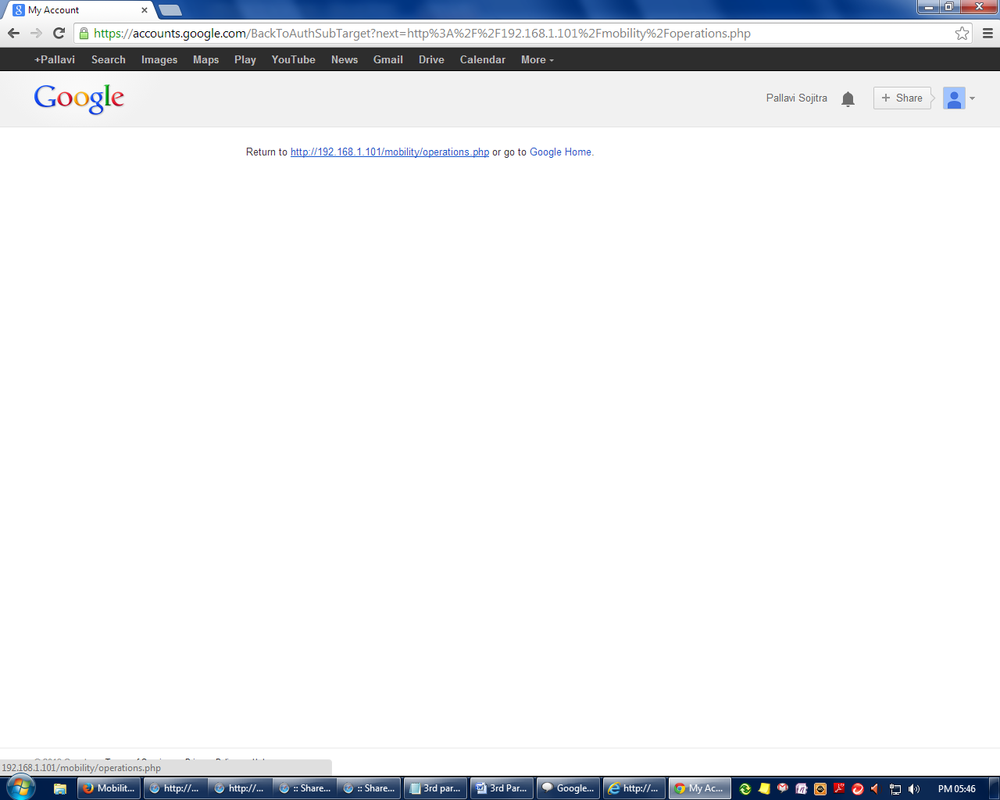 My Account
https://accounts.google.com/BackToAuthSubTarget?next=http%3A%2F%2F192.168.1.101%2Fmobility%2Foperations.php
+Pallavi Search Images Maps Play YouTube News Gmail Drive Calendar More
Google Pallavi Sojitra + Share
Return to http://192.168.1.101/mobility/operations.php or go to Google Home.
192.168.1.101/mobility/operations.php
Mobilit... http://... http://... :: Share... :: Share... 3rd par... 3rd Par... Google... http://... My Ac... PM 05:46